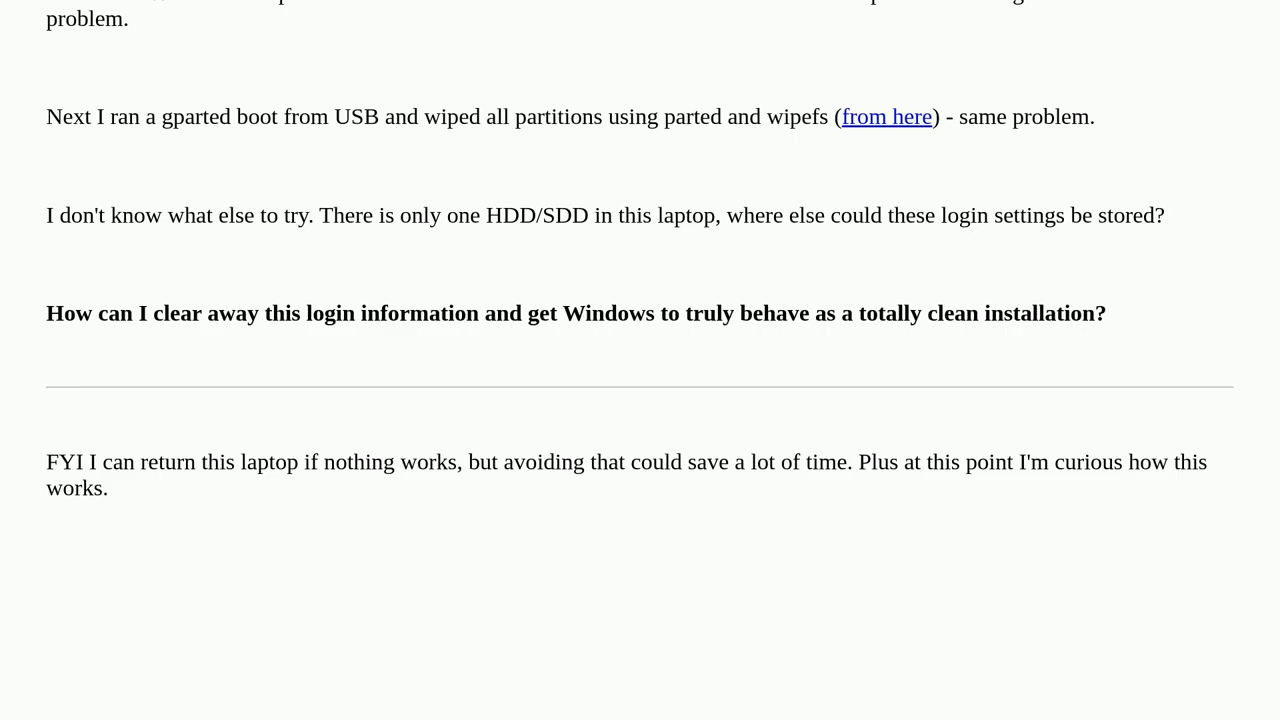 problem.
Next I ran a gparted boot from USB and wiped all partitions using parted and wipefs (from here) - same problem.
I don't know what else to try. There is only one HDD/SDD in this laptop, where else could these login settings be stored?
How can I clear away this login information and get Windows to truly behave as a totally clean installation?
FYI I can return this laptop if nothing works, but avoiding that could save a lot of time. Plus at this point I'm curious how this
works.